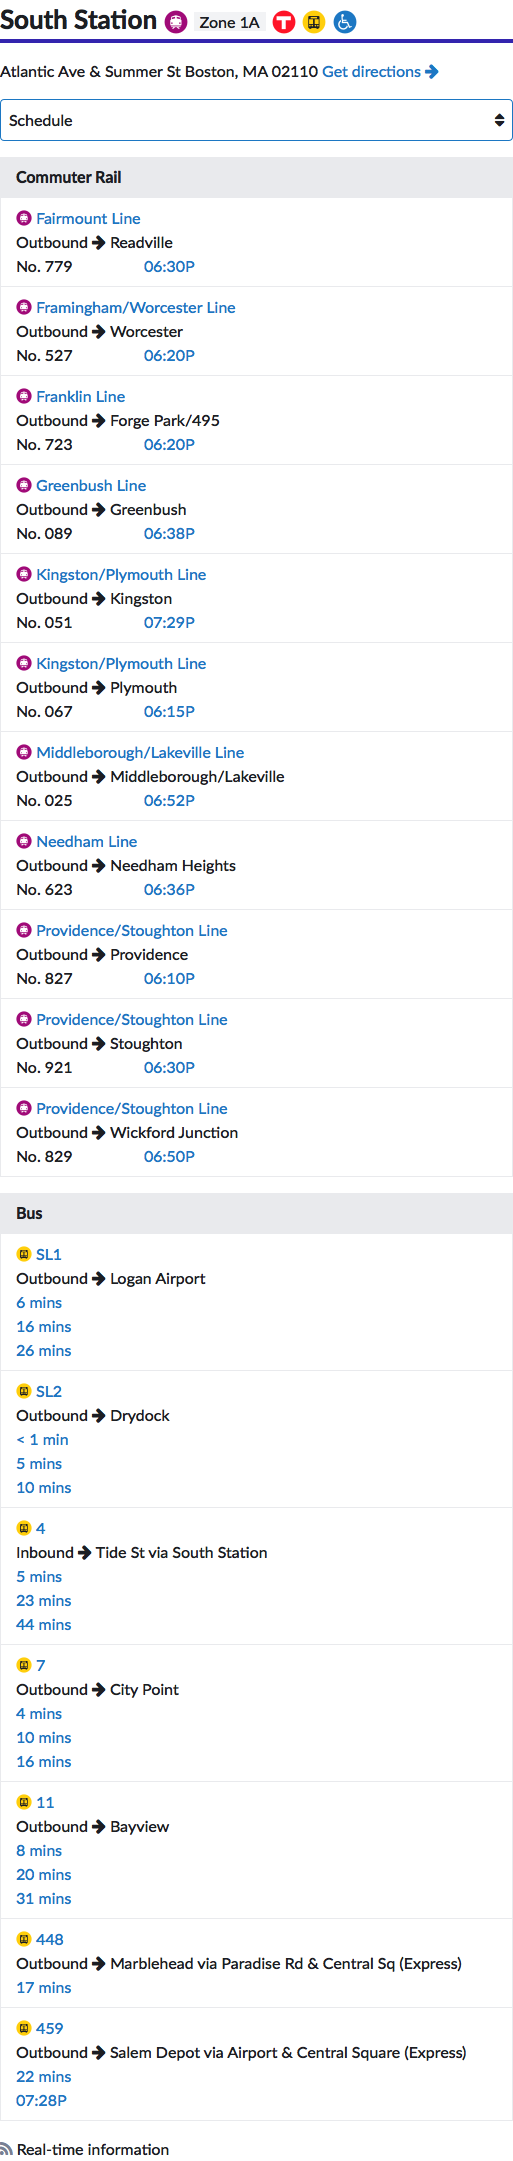 South Station Zone 1A T
Atlantic Ave & Summer St Boston, MA 02110 Get directions
Schedule
Commuter Rail
Fairmount Line
Outbound → Readville
No. 779 06:30P
Framingham/Worcester Line
Outbound → Worcester
No. 527 06:20P
Franklin Line
Outbound → Forge Park/495
No. 723 06:20P
Greenbush Line
Outbound → Greenbush
No. 089 06:38P
Kingston/Plymouth Line
Outbound → Kingston
No. 051 07:29P
Kingston/Plymouth Line
Outbound → Plymouth
No. 067 06:15P
Middleborough/Lakeville Line
Outbound → Middleborough/Lakeville
No. 025 06:52P
Needham Line
Outbound → Needham Heights
No. 623 06:36P
Providence/Stoughton Line
Outbound → Providence
No. 827 06:10P
Providence/Stoughton Line
Outbound → Stoughton
No. 921 06:30P
Providence/Stoughton Line
Outbound → Wickford Junction
No. 829 06:50P
Bus
SL1
Outbound → Logan Airport
6 mins
16 mins
26 mins
SL2
Outbound → Drydock
< 1 min
5 mins
10 mins
4
Inbound → Tide St via South Station
5 mins
23 mins
44 mins
7
Outbound → City Point
4 mins
10 mins
16 mins
11
Outbound → Bayview
8 mins
20 mins
31 mins
448
Outbound → Marblehead via Paradise Rd & Central Sq (Express)
17 mins
459
Outbound → Salem Depot via Airport & Central Square (Express)
22 mins
07:28P
Real-time information